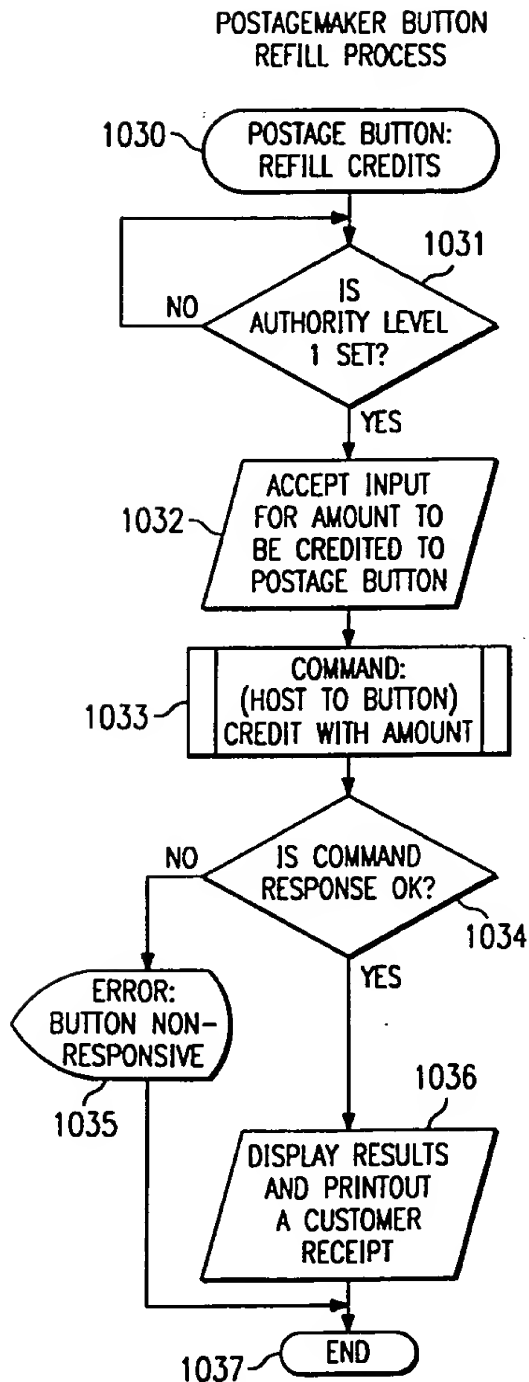 POSTAGEMAKER BUTTON
REFILL PROCESS
1030
POSTAGE BUTTON:
REFILL CREDITS
1031
IS
AUTHORITY LEVEL
1 SET?
NO
YES
1032
ACCEPT INPUT
FOR AMOUNT TO
BE CREDITED TO
POSTAGE BUTTON
1033
COMMAND:
(HOST TO BUTTON)
CREDIT WITH AMOUNT
NO
IS COMMAND
RESPONSE OK?
1034
YES
ERROR:
BUTTON NON-
RESPONSIVE
1035
1036
DISPLAY RESULTS
AND PRINTOUT
A CUSTOMER
RECEIPT
1037
END